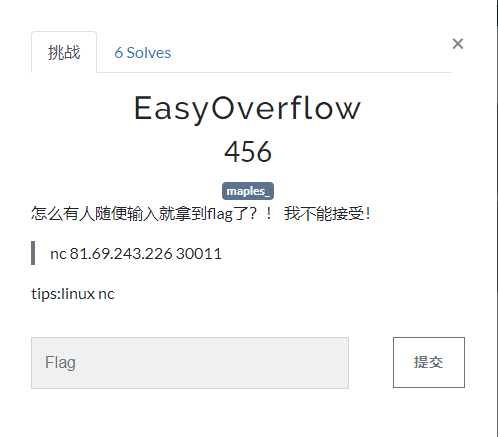 挑战
6 Solves
×
EasyOverflow
456
maples_
怎么有人随便输入就拿到flag了？！ 我不能接受！
nc 81.69.243.226 30011
tips:linux nc
Flag
提交